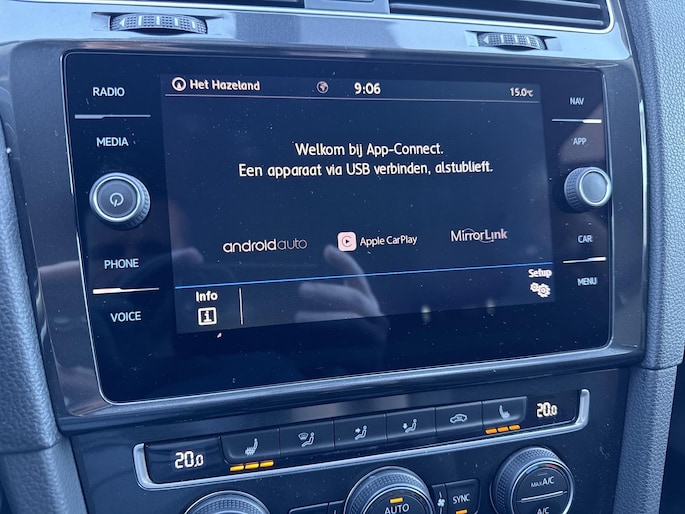 RADIO
MEDIA
PHONE
VOICE
Het Hazeland 9:06 15.0°C
Welkom bij App-Connect.
Een apparaat via USB verbinden, alstublieft.
androidauto Apple CarPlay MirrorLink
Info Setup
i
NAV
APP
CAR
MENU
20.0 20.0
AUTO SYNC MAX A/C
A/C